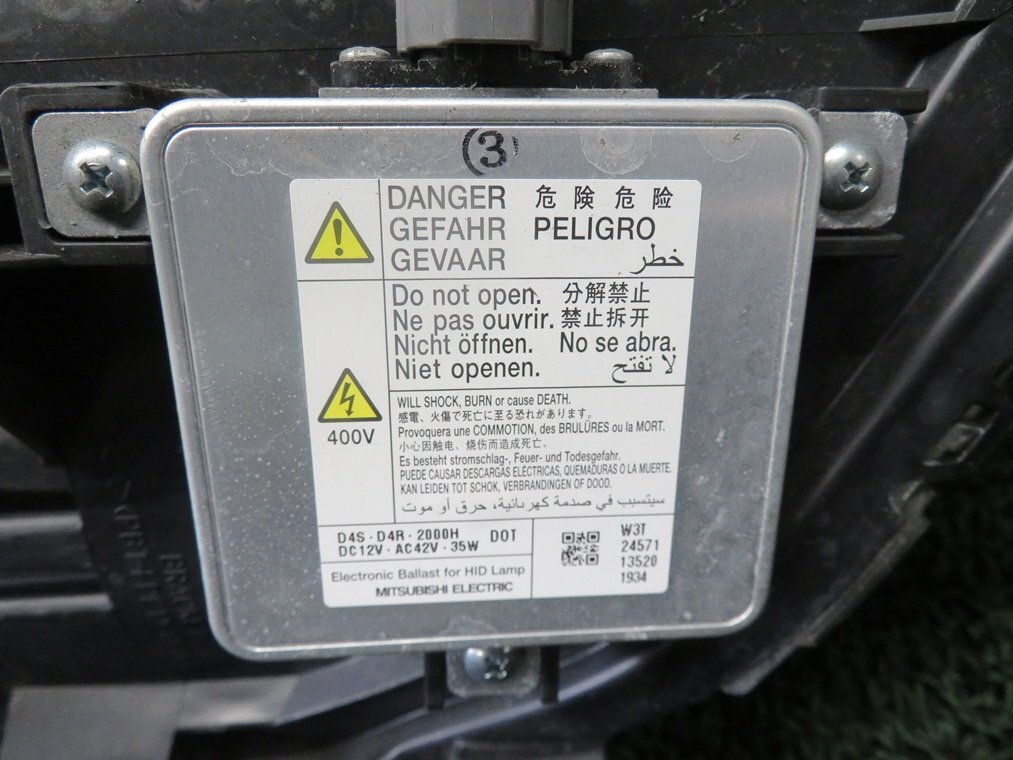 (3)
DANGER 危 険 危 险
GEFAHR PELIGRO
GEVAAR خطر
Do not open. 分解禁止
Ne pas ouvrir. 禁止拆开
Nicht öffnen. No se abra.
Niet openen. لا تفتح
400V
WILL SHOCK, BURN or cause DEATH.
感電、火傷で死亡に至る恐れがあります。
Provoquera une COMMOTION, des BRULÜRES ou la MORT.
小心因触电、烧伤而造成死亡。
Es besteht stromschlag-, Feuer- und Todesgefahr.
PUEDE CAUSAR DESCARGAS ELÉCTRICAS, QUEMADURAS O LA MUERTE.
KAN LEIDEN TOT SCHOK, VERBRANDINGEN OF DOOD.
سيتسبب في صدمة كهربائية، حرق أو موت
D4S·D4R·2000H DOT
DC12V·AC42V·35W
Electronic Ballast for HID Lamp
MITSUBISHI ELECTRIC
W3T
24571
13520
1934